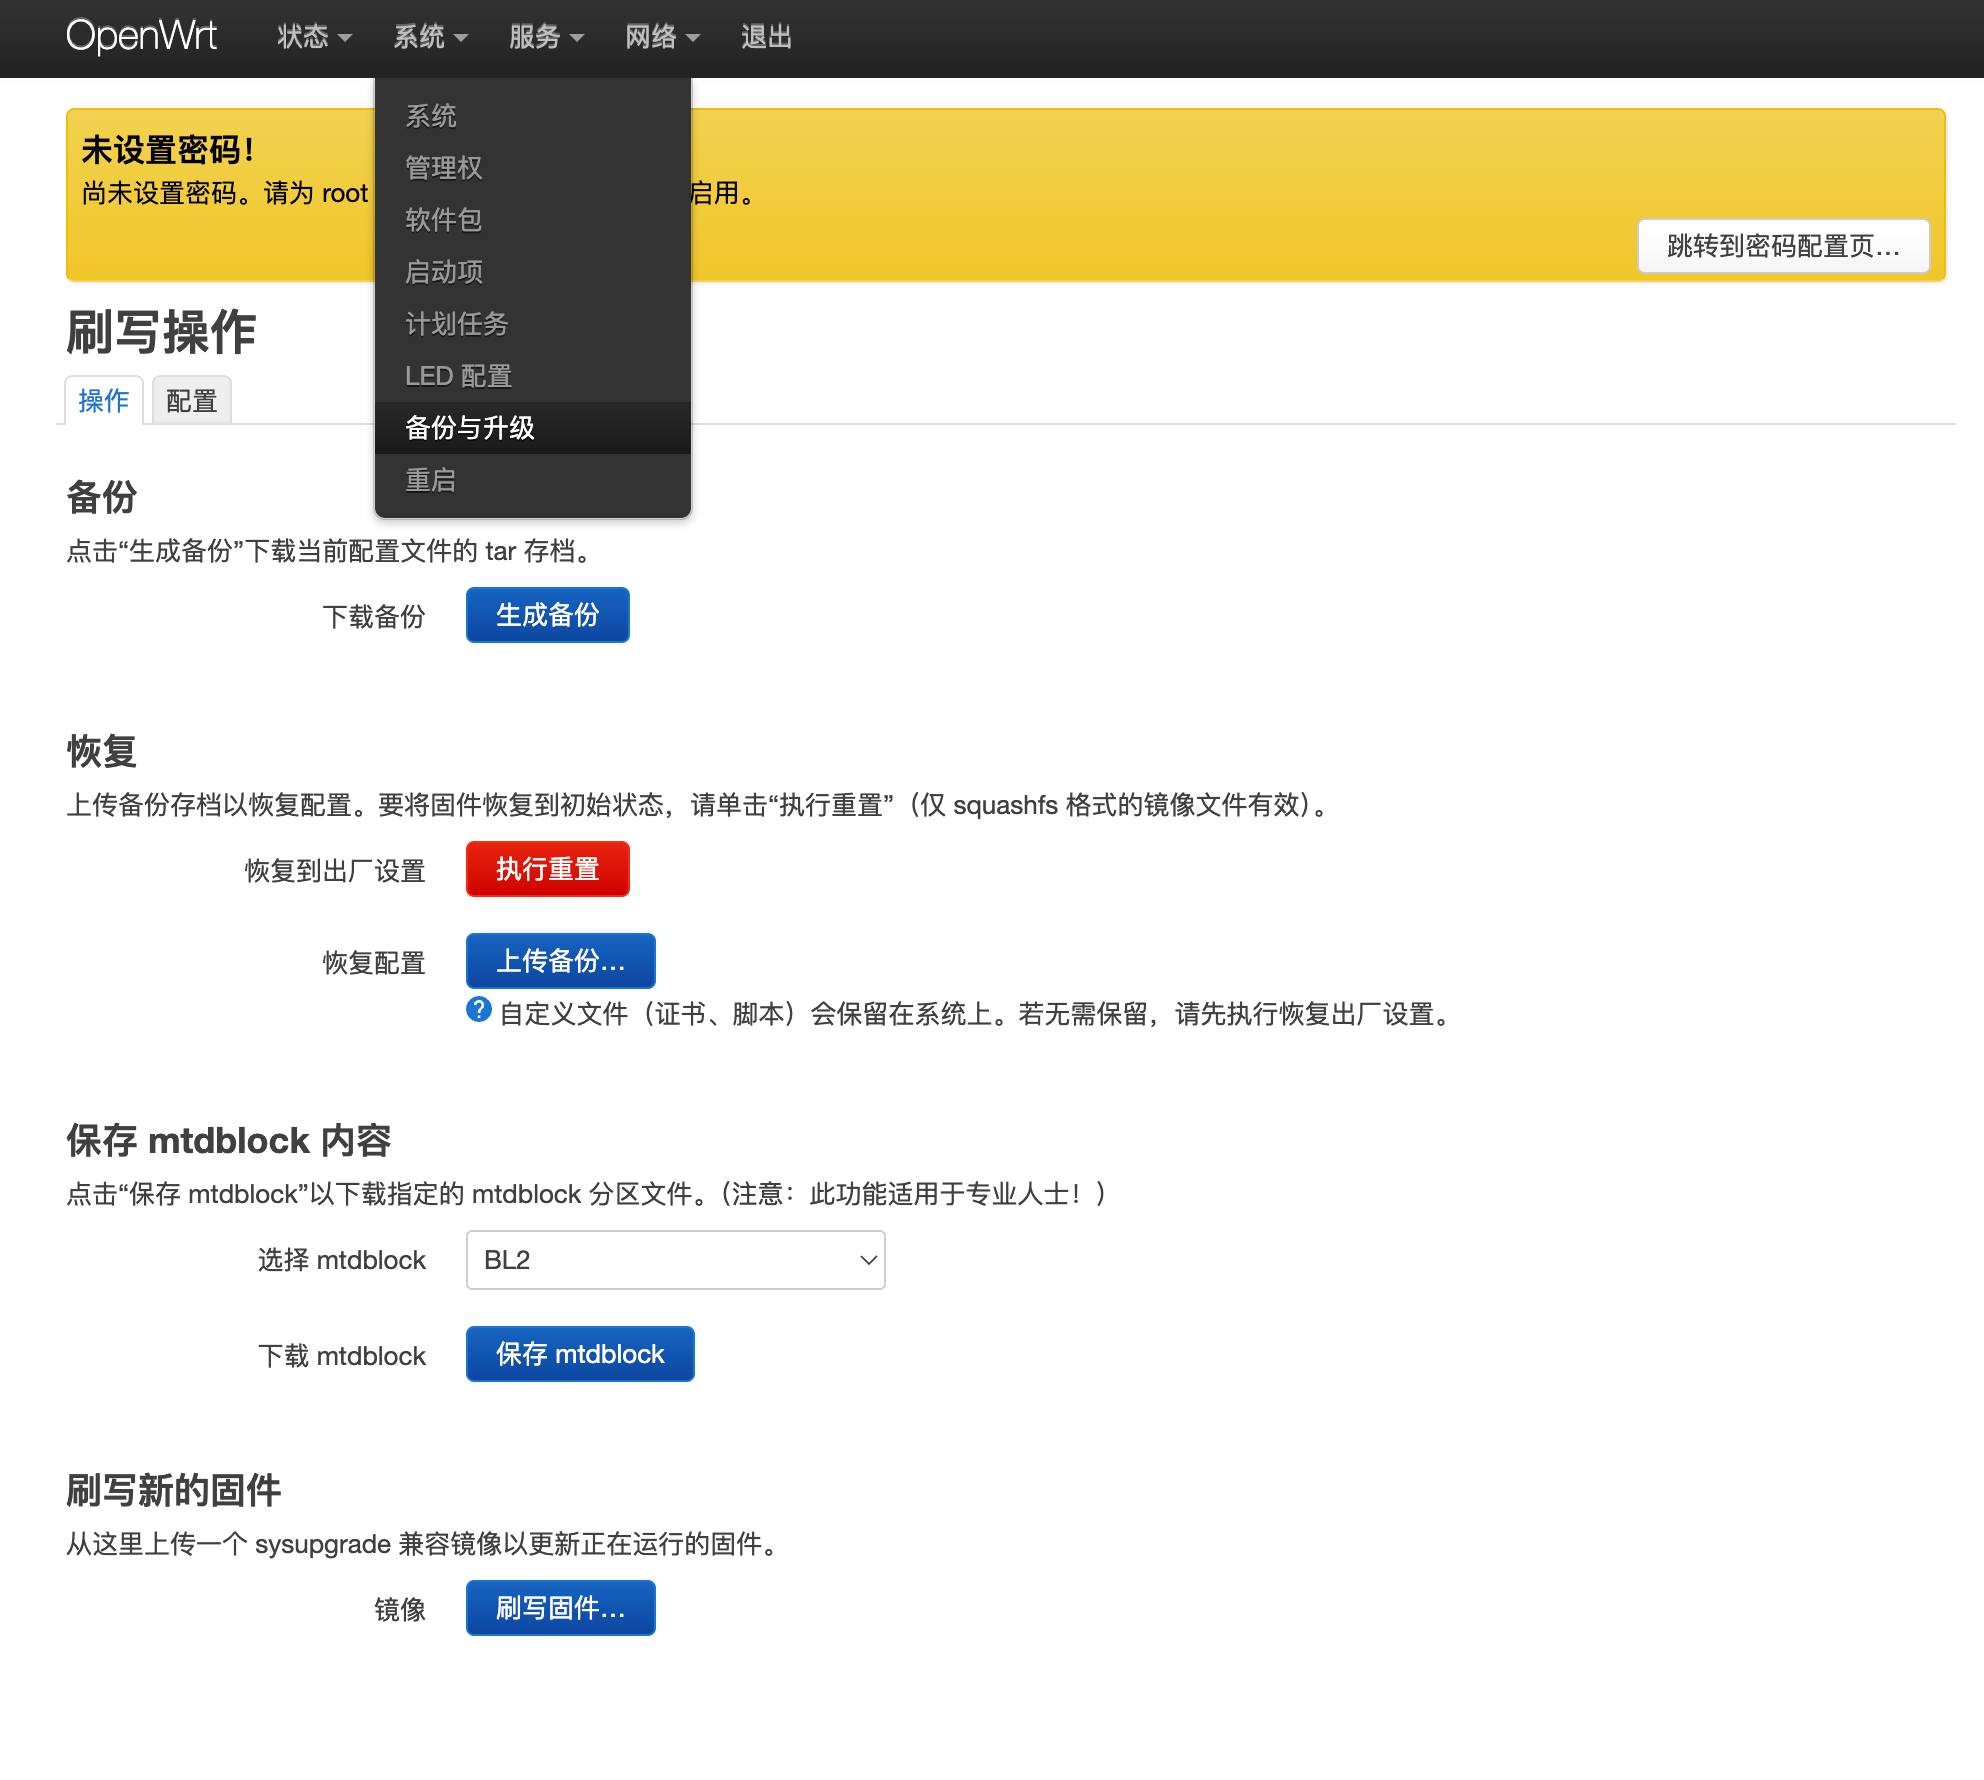 OpenWrt 状态 系统 服务 网络 退出
系统
管理权
软件包
启动项
计划任务
LED 配置
备份与升级
重启
未设置密码！
尚未设置密码。请为 root 启用。
跳转到密码配置页...
刷写操作
操作 配置
备份
点击“生成备份”下载当前配置文件的 tar 存档。
下载备份 生成备份
恢复
上传备份存档以恢复配置。要将固件恢复到初始状态，请单击“执行重置”（仅 squashfs 格式的镜像文件有效）。
恢复到出厂设置 执行重置
恢复配置 上传备份...
? 自定义文件（证书、脚本）会保留在系统上。若无需保留，请先执行恢复出厂设置。
保存 mtdblock 内容
点击“保存 mtdblock”以下载指定的 mtdblock 分区文件。（注意：此功能适用于专业人士！）
选择 mtdblock BL2
下载 mtdblock 保存 mtdblock
刷写新的固件
从这里上传一个 sysupgrade 兼容镜像以更新正在运行的固件。
镜像 刷写固件...